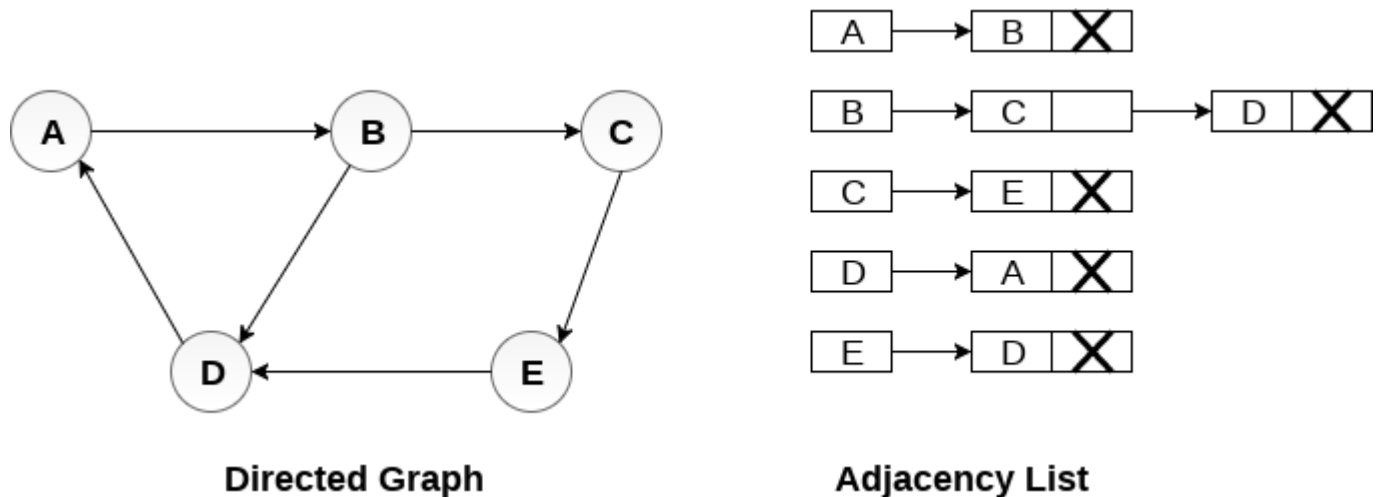 A B C
D E
Directed Graph
A B
B C D
C E
D A
E D
Adjacency List